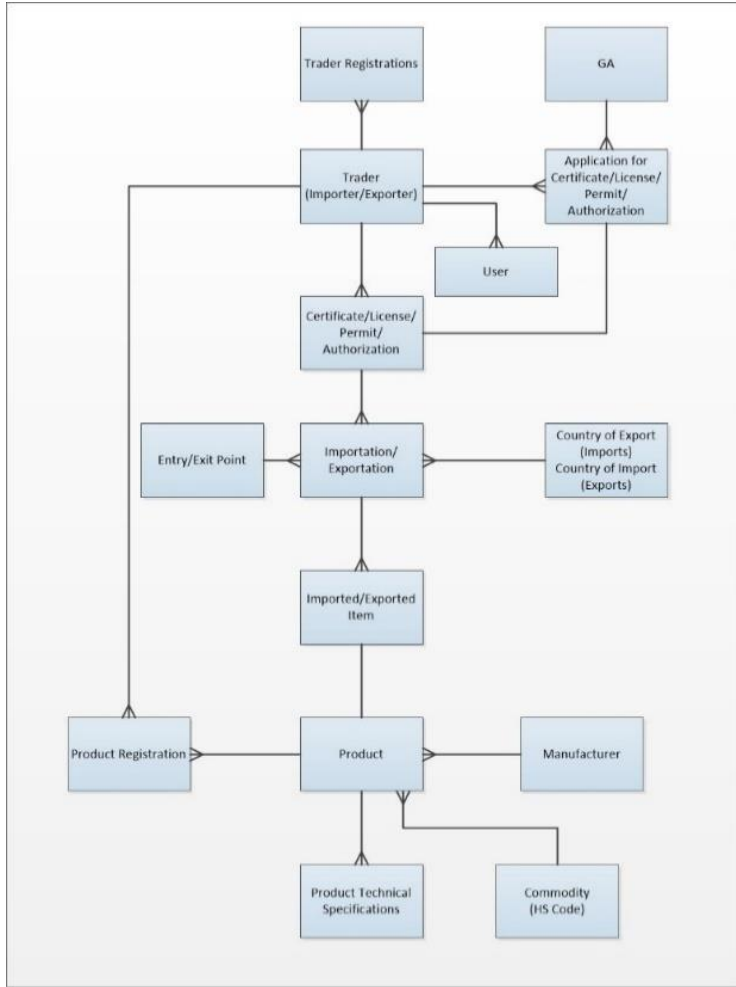 Trader Registrations
GA
Trader
(Importer/Exporter)
Application for
Certificate/License/
Permit/
Authorization
User
Certificate/License/
Permit/
Authorization
Entry/Exit Point
Importation/
Exportation
Country of Export
(Imports)
Country of Import
(Exports)
Imported/Exported
Item
Product Registration
Product
Manufacturer
Product Technical
Specifications
Commodity
(HS Code)